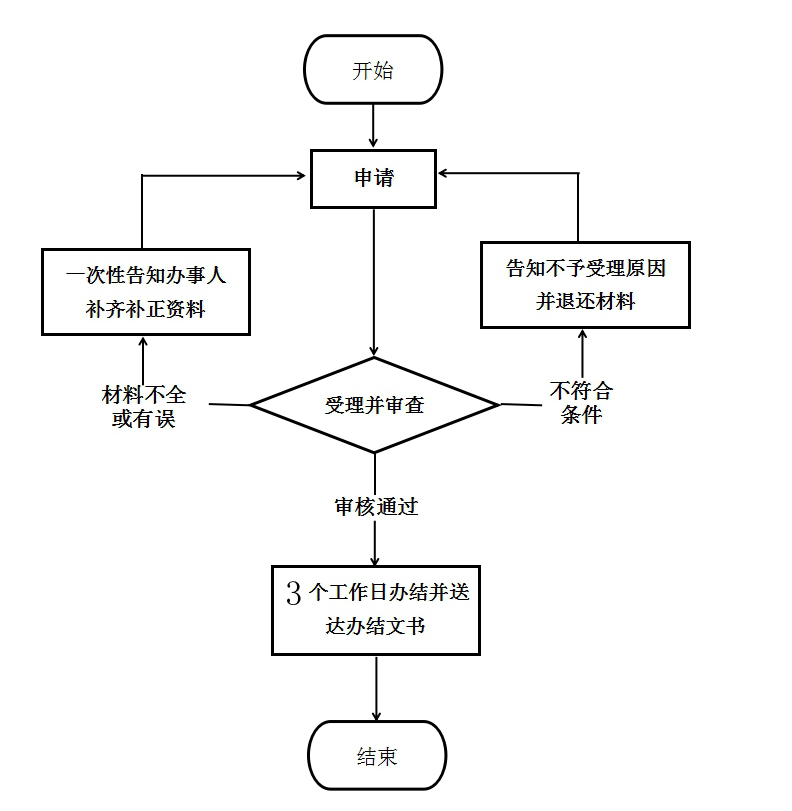 开始
申请
一次性告知办事人
补齐补正资料
告知不予受理原因
并退还材料
材料不全
或有误
受理并审查
不符合
条件
审核通过
3个工作日办结并送
达办结文书
结束